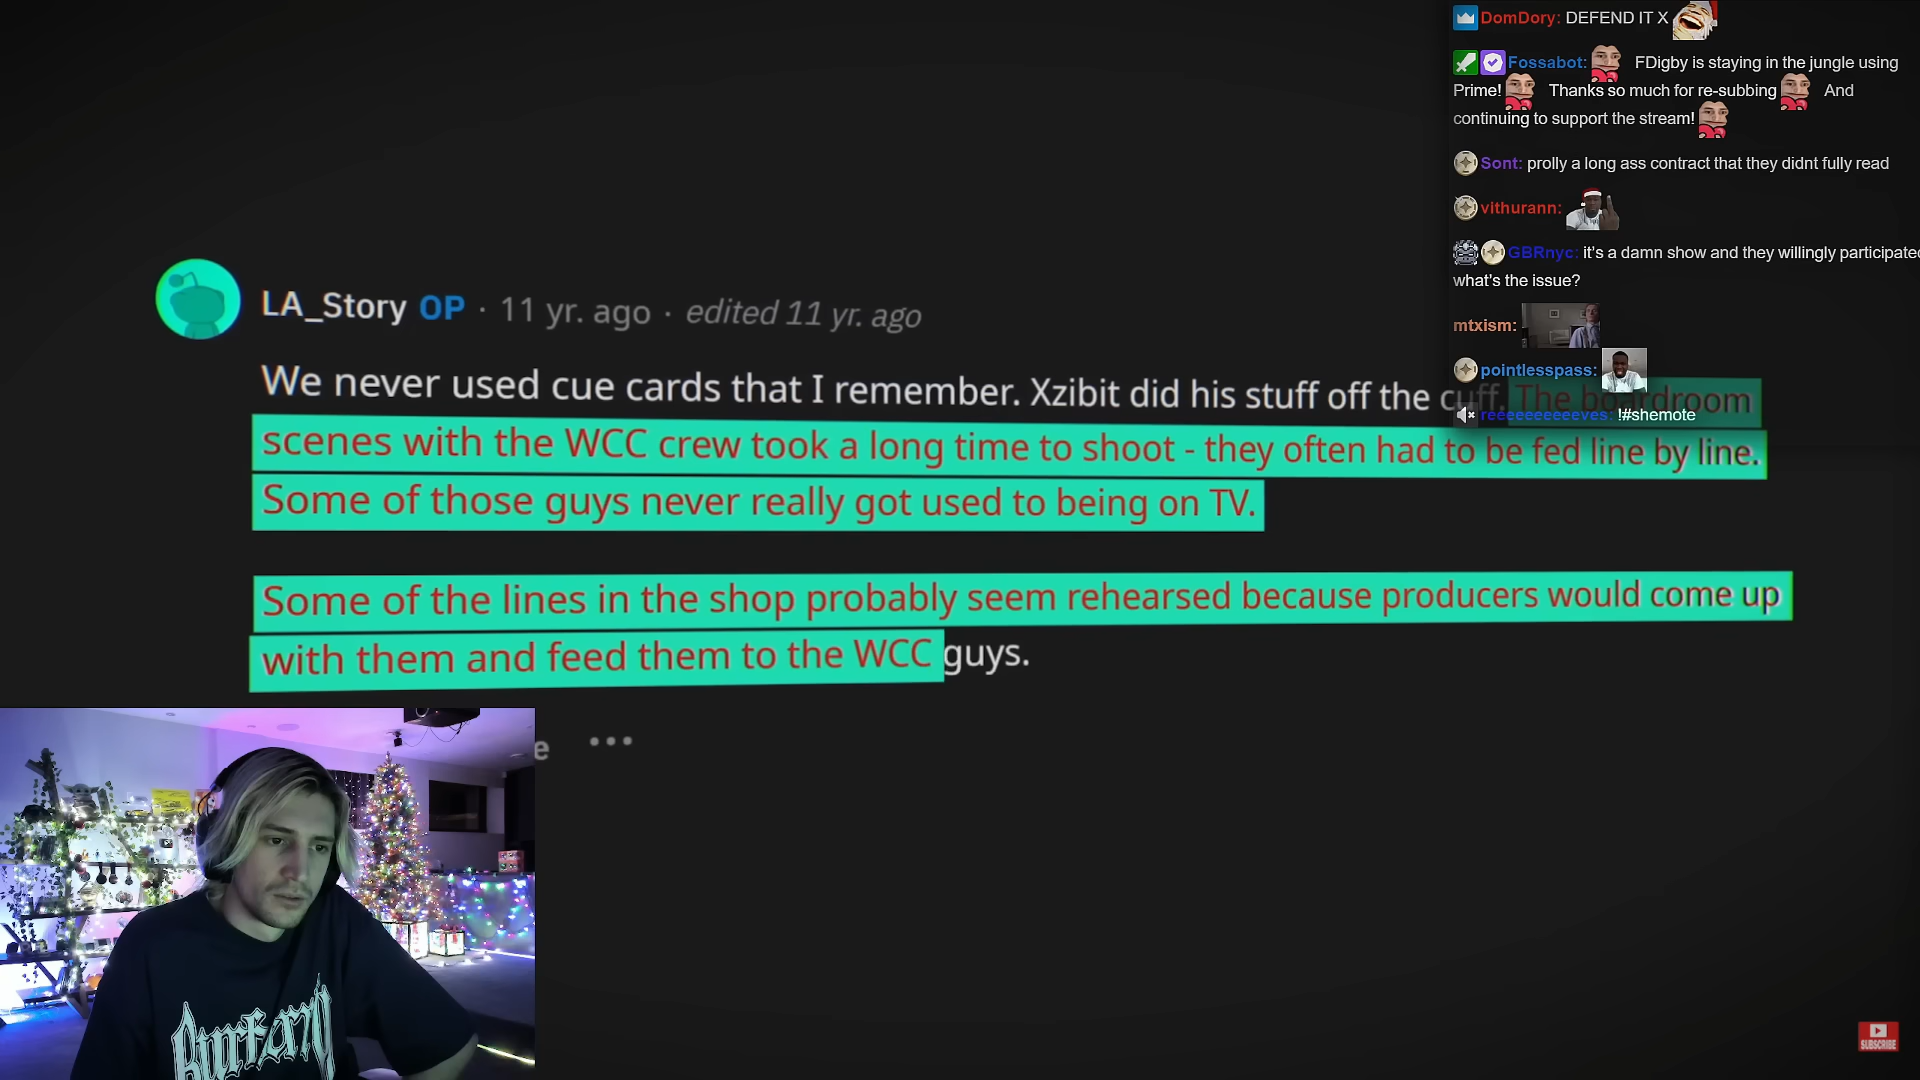 DomDory: DEFEND IT X
Fossabot: FDigby is staying in the jungle using
Prime! Thanks so much for re-subbing And
continuing to support the stream!
Sont: prolly a long ass contract that they didnt fully read
vithurann:
GBRnyc: it's a damn show and they willingly participated
what's the issue?
mtxism:
pointlesspass:
reeeeeeeeeeves: !#shemote
LA_Story OP · 11 yr. ago · edited 11 yr. ago
We never used cue cards that I remember. Xzibit did his stuff off the cuff. The boardroom
scenes with the WCC crew took a long time to shoot - they often had to be fed line by line.
Some of those guys never really got used to being on TV.
Some of the lines in the shop probably seem rehearsed because producers would come up
with them and feed them to the WCC guys.
e ...
SUBSCRIBE